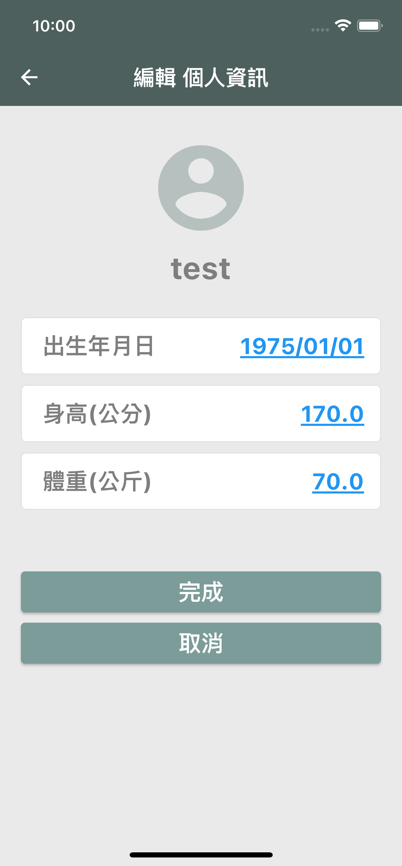 10:00
編輯 個人資訊
test
出生年月日 1975/01/01
身高(公分) 170.0
體重(公斤) 70.0
完成
取消